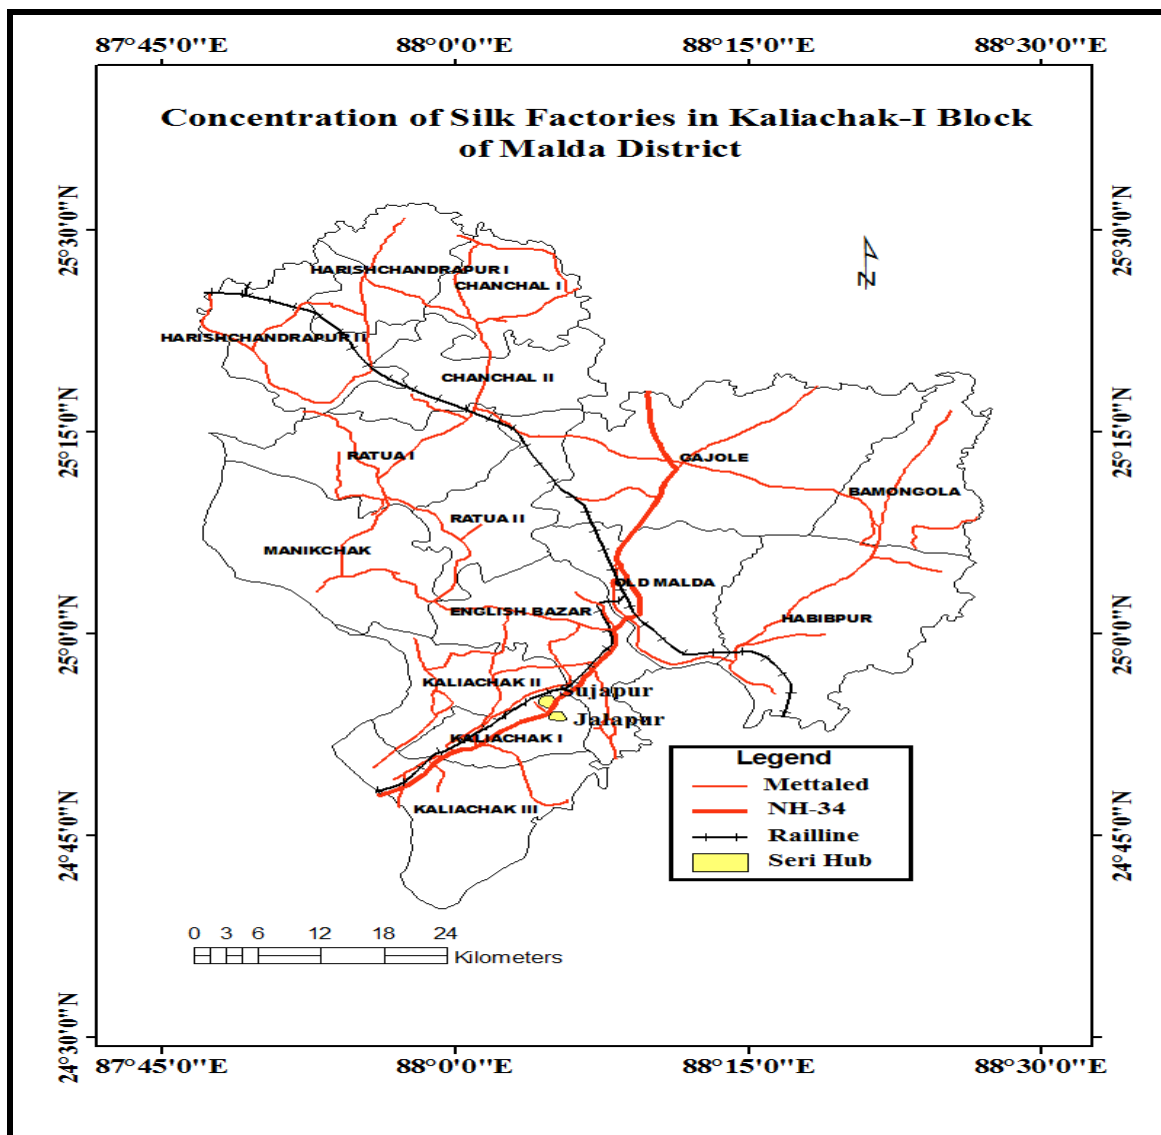 87°45'0"E 88°0'0"E 88°15'0"E 88°30'0"E
Concentration of Silk Factories in Kaliachak-I Block
of Malda District
25°30'0"N
25°30'0"N
N
HARISHCHANDRAPUR I
CHANCHAL I
HARISHCHANDRAPUR II
CHANCHAL II
25°15'0"N
25°15'0"N
RATUA I
GAJOLE
BAMONGOLA
RATUA II
MANIKCHAK
OLD MALDA
ENGLISH BAZAR
HABIBPUR
25°0'0"N
25°0'0"N
KALIACHAK II
Sujapur
Jalapur
KALIACHAK I
KALIACHAK III
Legend
Mettaled
NH-34
Railline
Seri Hub
24°45'0"N
24°45'0"N
0 3 6 12 18 24
Kilometers
24°30'0"N
87°45'0"E 88°0'0"E 88°15'0"E 88°30'0"E